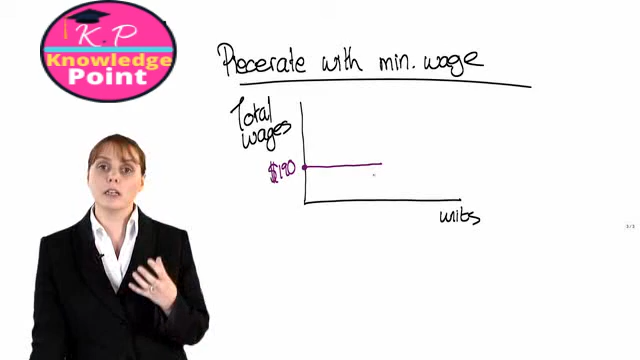 K.P
Knowledge
Point
Piecerate with min. wage
Total
wages
$190
units